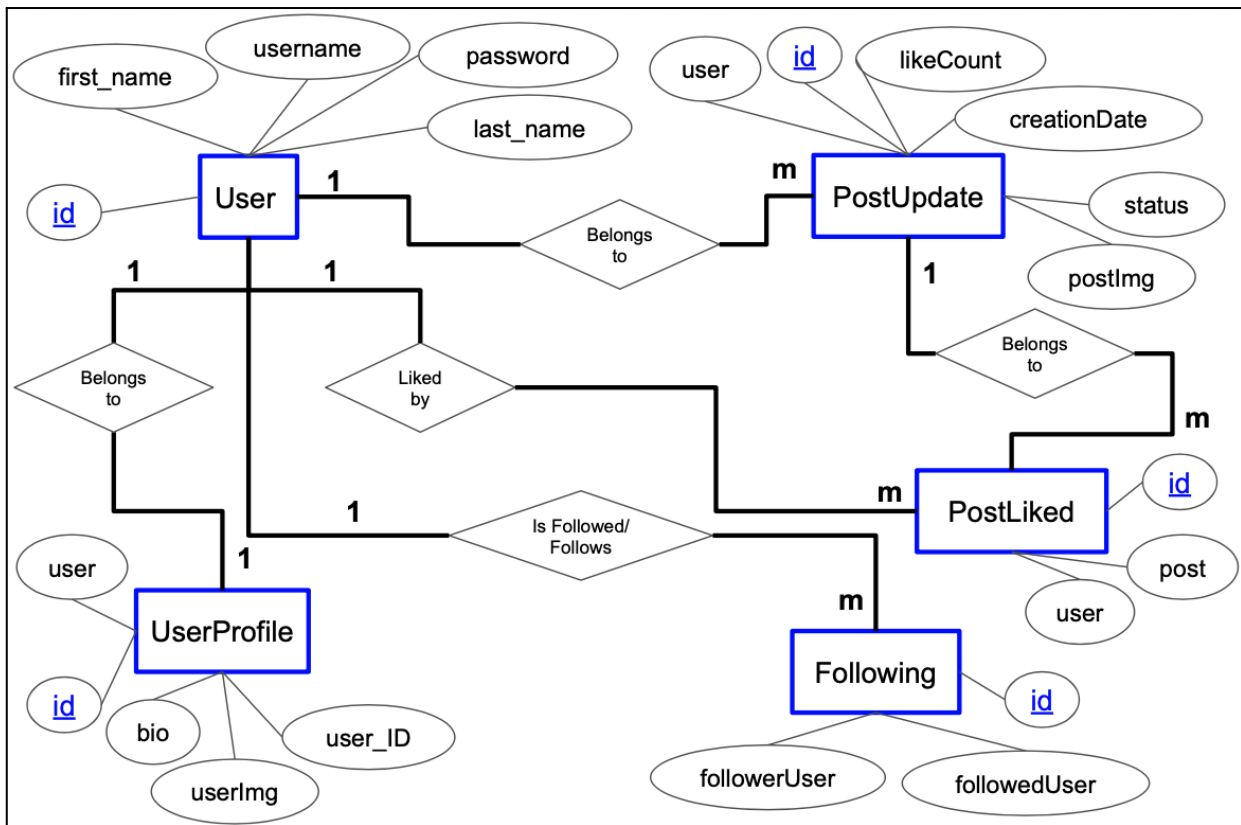 username
password
first_name
last_name
id
User
1
user
id
likeCount
creationDate
m
PostUpdate
status
postImg
Belongs
to
1
1
1
Belongs
to
Liked
by
Belongs
to
m
m
PostLiked
id
post
user
1
Is Followed/
Follows
1
user
UserProfile
id
bio
user_ID
userImg
m
Following
id
followerUser
followedUser